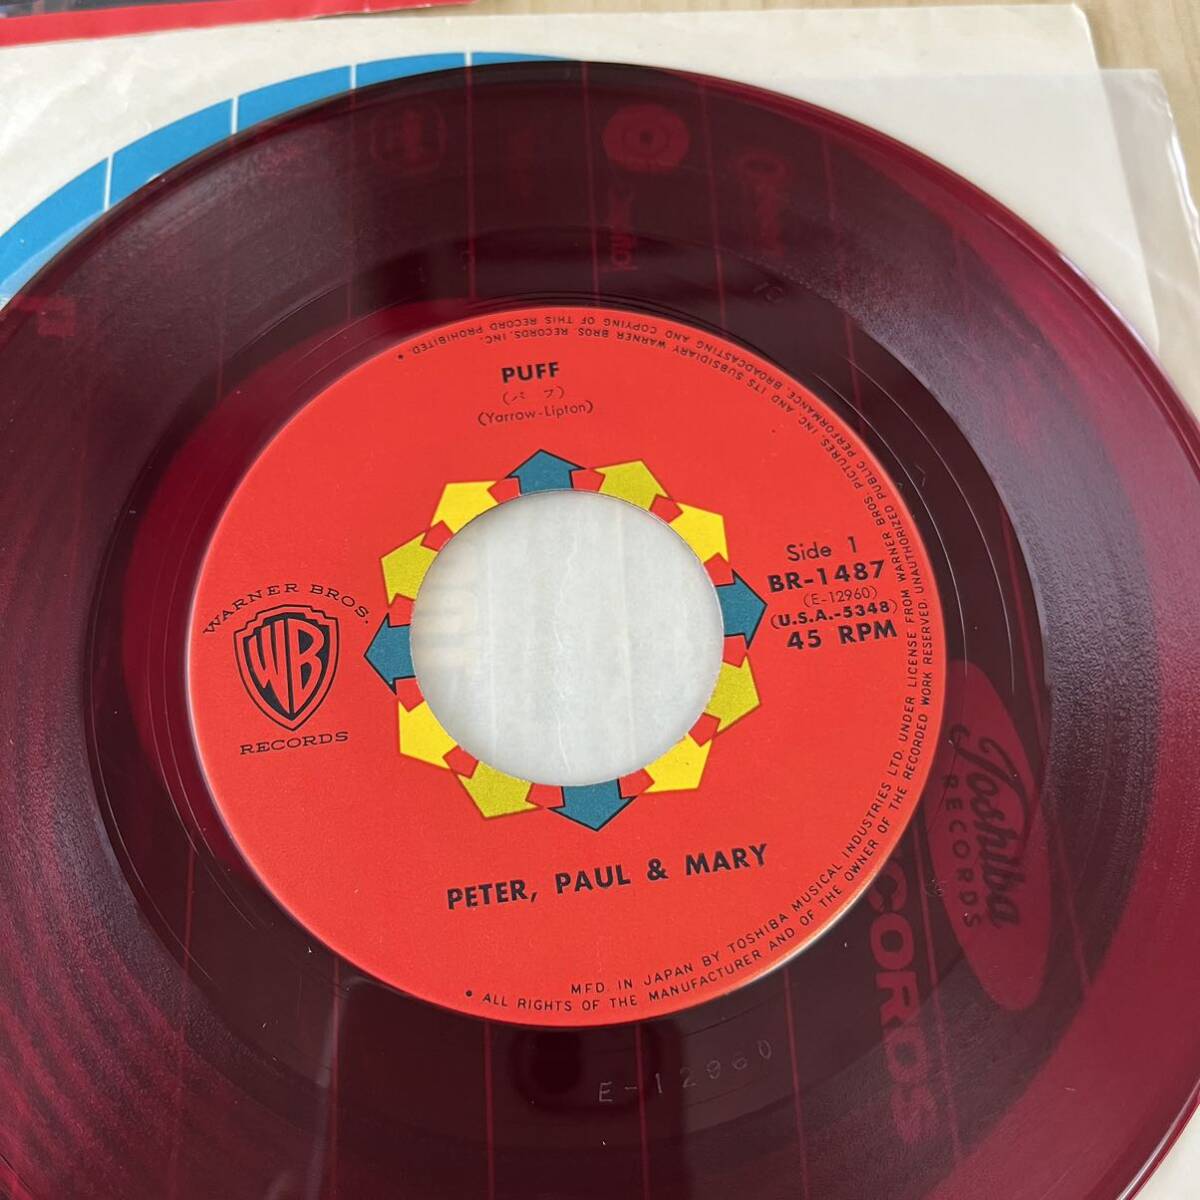 PUFF
(パフ)
(Yarrow-Lipton)
WARNER BROS.
WB
RECORDS
Side 1
BR-1487
(E-12960)
(U.S.A.-5348)
45 RPM
PETER, PAUL & MARY
MFD. IN JAPAN BY TOSHIBA MUSICAL INDUSTRIES LTD. UNDER LICENSE FROM WARNER BROS. PICTURES, INC. AND ITS SUBSIDIARY, WARNER BROS. RECORDS, INC.
• ALL RIGHTS OF THE MANUFACTURER AND OF THE OWNER OF THE RECORDED WORK RESERVED. UNAUTHORIZED PUBLIC PERFORMANCE, BROADCASTING AND COPYING OF THIS RECORD PROHIBITED. •
E-12960
Toshiba
RECORDS